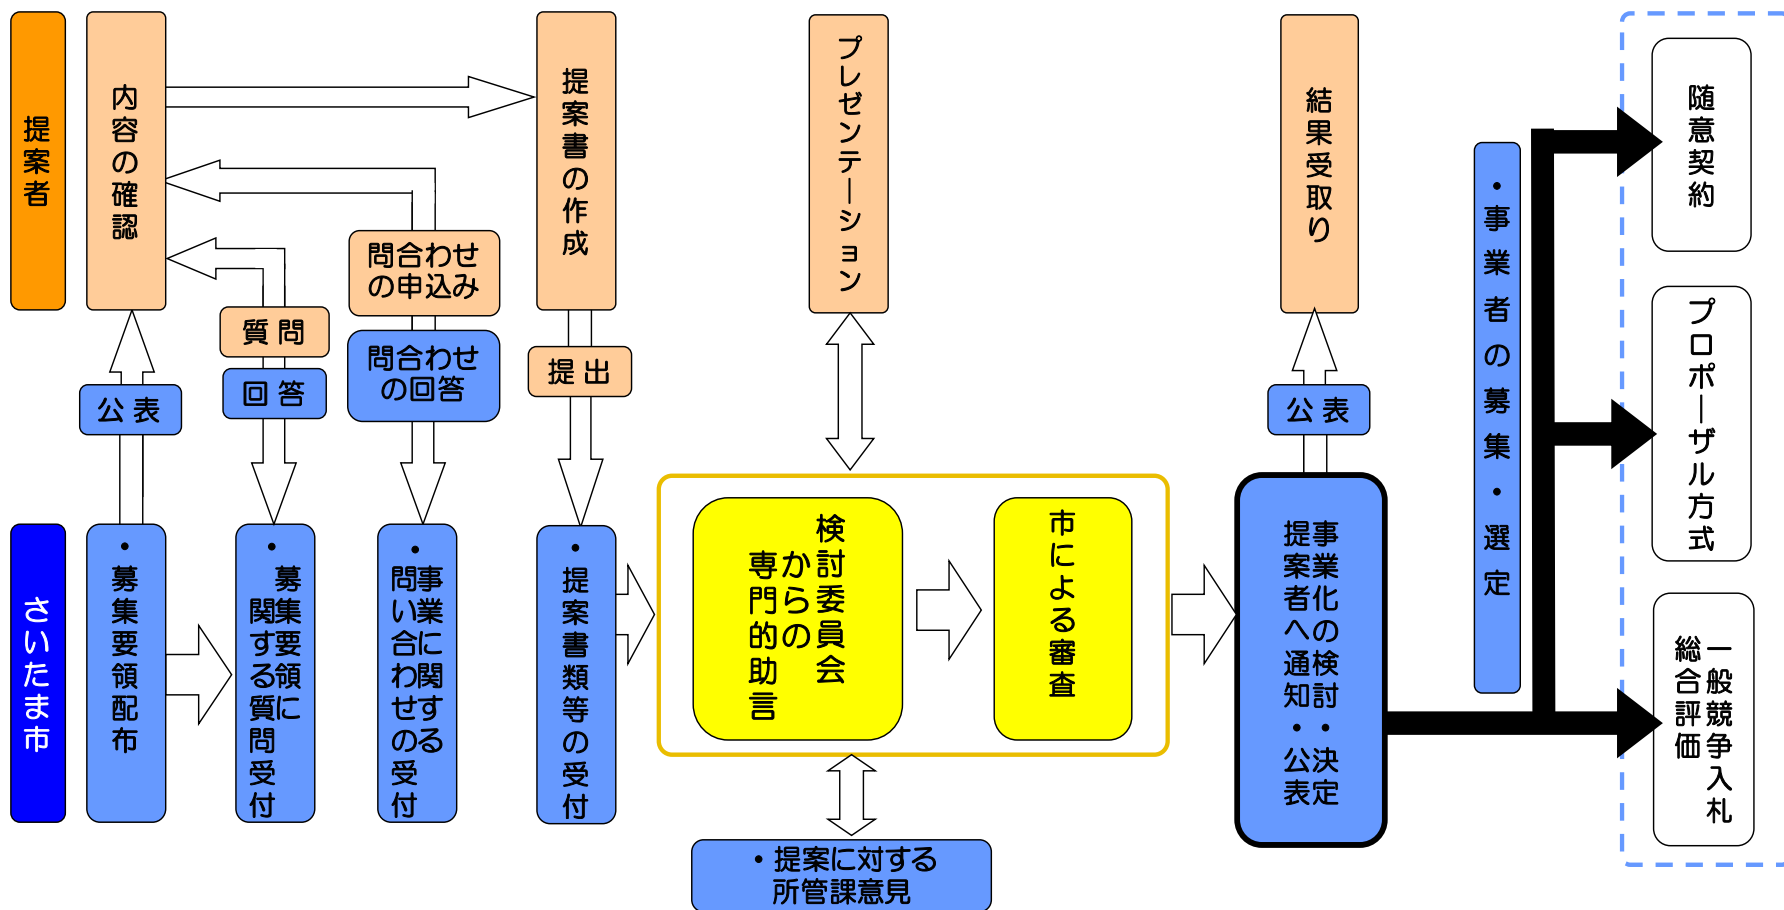 提案者
内容の確認
提案書の作成
プレゼンテーション
結果受取り
問合わせ
の申込み
質問
問合わせ
の回答
回答
提出
公表
公表
さいたま市
・募集要領配布
・募集要領に
関する質問受付
・事業に関する
問い合わせの受付
・提案書類等の受付
検討委員会
からの
専門的助言
市による審査
・提案に対する
所管課意見
事業化の検討・決定
提案者へ通知・公表
・事業者の募集・選定
随意契約
プロポーザル方式
一般競争入札
総合評価